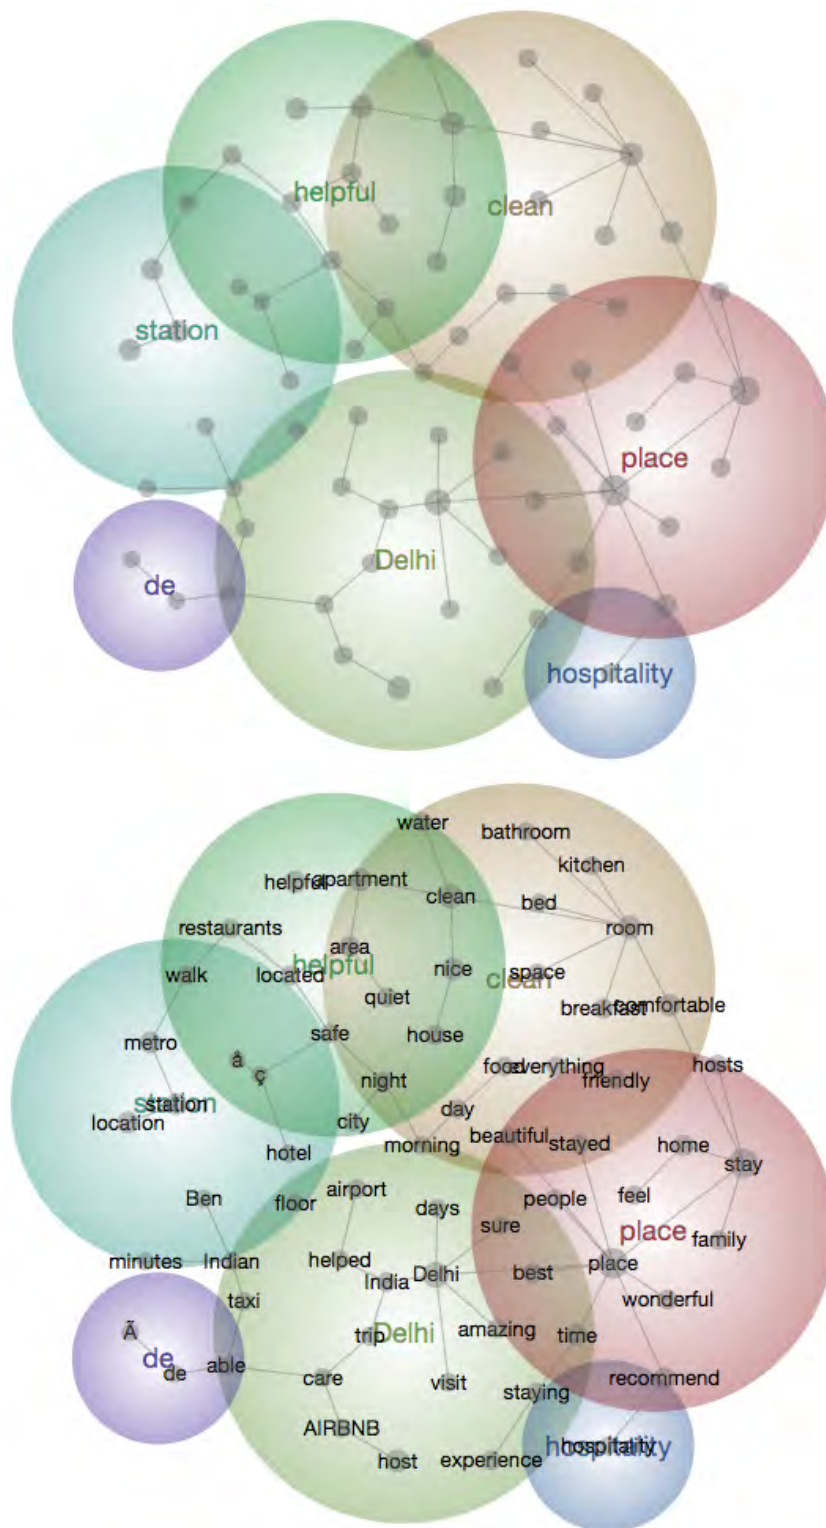 helpful
clean
station
place
Delhi
de
hospitality
water
bathroom
kitchen
helpful
apartment
clean
bed
restaurants
room
area
helpful
walk
located
nice
space
clean
quiet
breakfast
comfortable
safe
house
metro
â
ç
night
food
everything
hosts
friendly
station
station
location
city
day
morning
beautiful
stayed
home
stay
hotel
feel
Ben
floor
airport
days
people
sure
place
family
minutes
Indian
helped
India
Delhi
best
place
wonderful
taxi
trip
Delhi
amazing
time
Ã
de
de
able
care
visit
staying
recommend
AIRBNB
host
experience
hospitality
hospitality